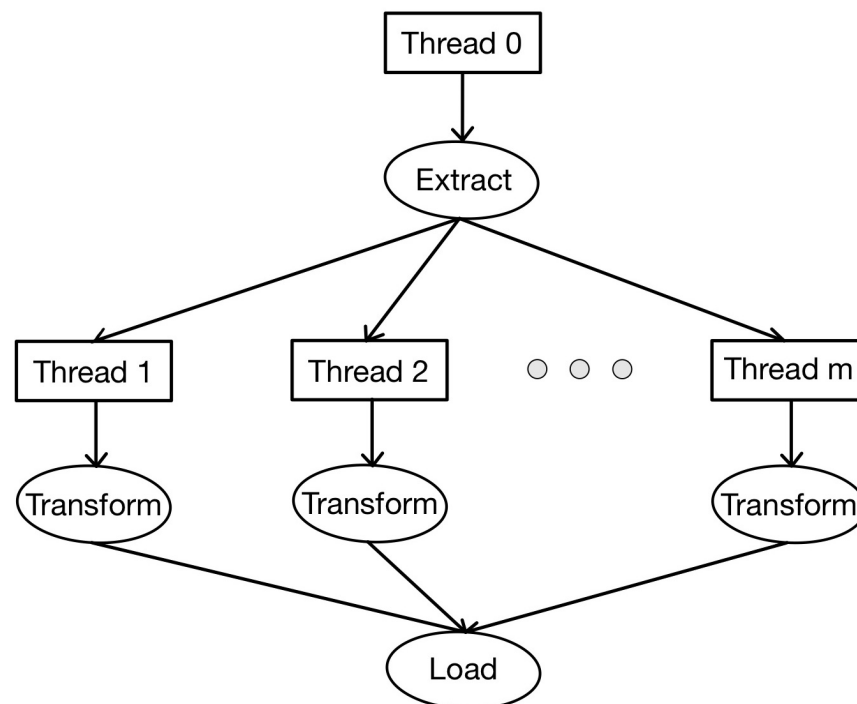 Thread 0
Extract
Thread 1
Thread 2
Thread m
Transform
Transform
Transform
Load